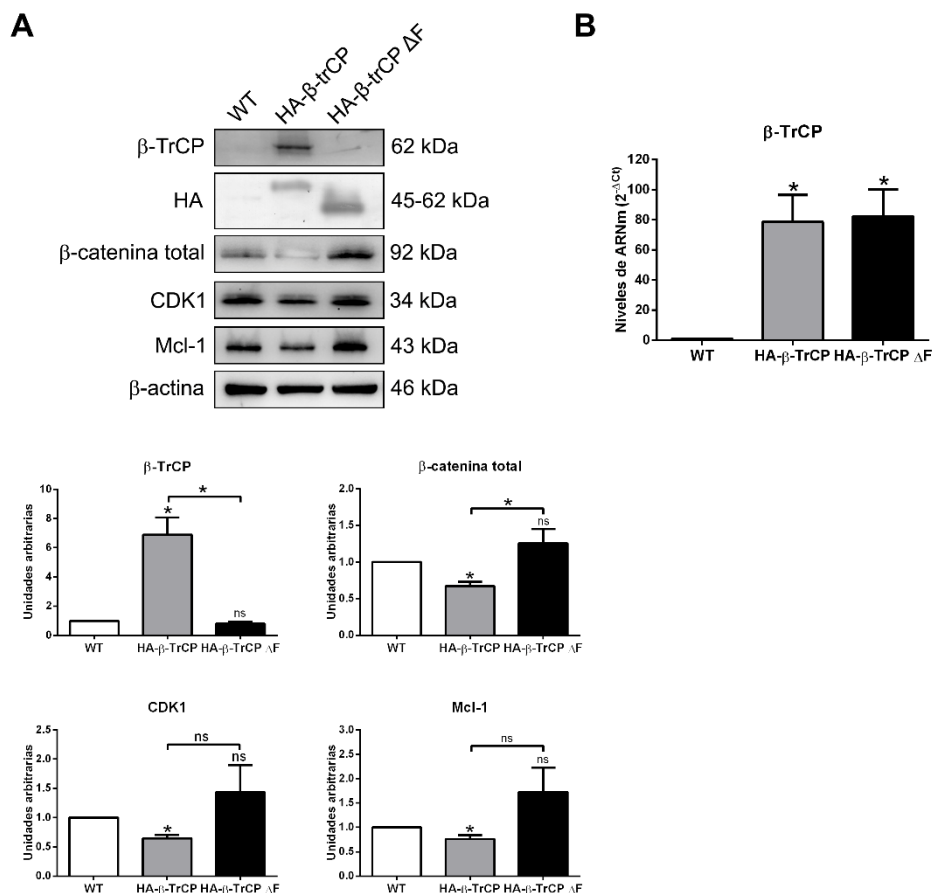 A
B
WT
HA-β-trCP
HA-β-trCP ΔF
β-TrCP
62 kDa
HA
45-62 kDa
β-catenina total
92 kDa
CDK1
34 kDa
Mcl-1
43 kDa
β-actina
46 kDa
β-TrCP
Niveles de ARNm (2^-ΔCt)
120
100
80
60
40
20
0
*
*
WT
HA-β-TrCP
HA-β-TrCP ΔF
β-TrCP
Unidades arbitrarias
10
8
6
4
2
0
*
*
ns
WT
HA-β-TrCP
HA-β-TrCP ΔF
β-catenina total
Unidades arbitrarias
2.0
1.5
1.0
0.5
0.0
*
*
ns
WT
HA-β-TrCP
HA-β-TrCP ΔF
CDK1
Unidades arbitrarias
2.5
2.0
1.5
1.0
0.5
0.0
ns
*
ns
WT
HA-β-TrCP
HA-β-TrCP ΔF
Mcl-1
Unidades arbitrarias
3.0
2.5
2.0
1.5
1.0
0.5
0.0
ns
*
ns
WT
HA-β-TrCP
HA-β-TrCP ΔF